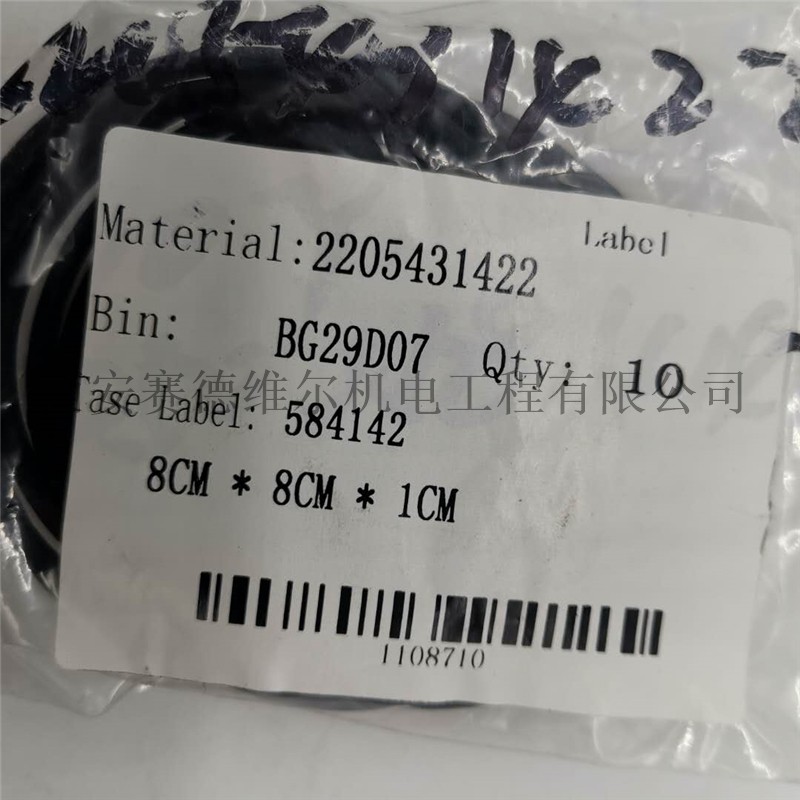 Label
Material:2205431422
Bin: BG29D07 Qty: 10
安赛德维尔机电工程有限公司
Case Label: 584142
8CM * 8CM * 1CM
1108710